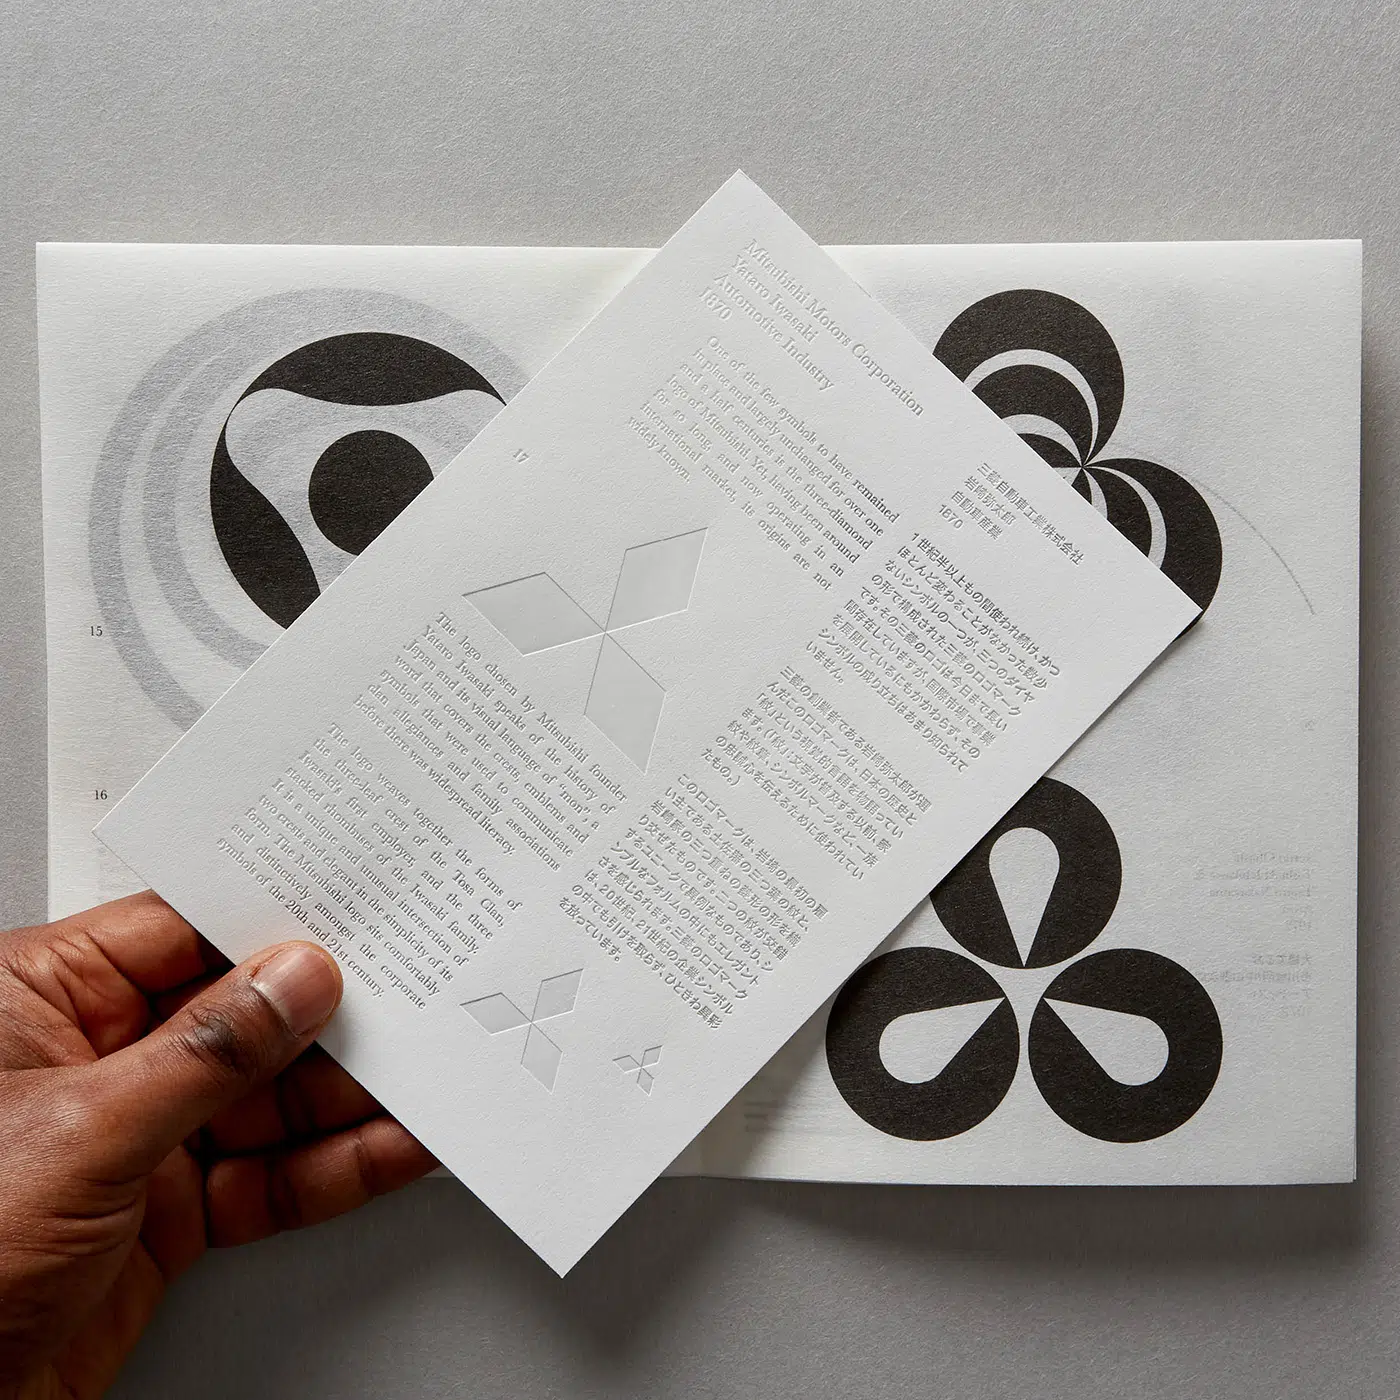 Mitsubishi Motors Corporation
Yataro Iwasaki
Automotive Industry
1870
One of the few symbols to have remained
in place and largely unchanged for over one
and a half centuries is the three-diamond
logo of Mitsubishi. Yet, having been around
for so long, and now operating in an
international market, its origins are not
widely known.
17
The logo chosen by Mitsubishi founder
Yataro Iwasaki speaks of the history of
Japan and its visual language of “mon”, a
word that covers the crests, emblems and
symbols that were used to communicate
clan allegiances and family associations
before there was widespread literacy.
The logo weaves together the forms of
the three-leaf crest of the Tosa Clan,
Iwasaki's first employer, and the three
stacked rhombuses of the Iwasaki family.
It is a unique and unusual intersection of
two crests and elegant in the simplicity of its
form. The Mitsubishi logo sits comfortably
and distinctively amongst the corporate
symbols of the 20th and 21st century.
三菱自動車工業株式会社
岩崎弥太郎
自動車産業
1870
1世紀半以上もの間使われ続け、かつ
ほとんど変わることがなかった数少
ないシンボルの一つが、三つのダイヤ
の形で構成された三菱のロゴマーク
です。その三菱のロゴは今日まで長い
間存在していますが、国際市場で事業
を展開しているにもかかわらず、その
シンボルの成り立ちはあまり知られて
いません。
三菱の創業者である岩崎弥太郎が選
んだこのロゴマークは、日本の歴史と
「紋」という視覚的言語を物語ってい
ます。（「紋」は文字が普及する以前、家
紋や紋章、シンボルマークなど、一族
の忠誠心を伝えるために使われてい
たもの。）
このロゴマークは、岩崎の最初の雇
い主である土佐藩の三つ葉の紋と、
岩崎家の三つ重ねの菱形の形を織
り交ぜたものです。二つの紋が交錯
するユニークで異例なものであり、シ
ンプルなフォルムの中にもエレガント
さを感じられます。三菱のロゴマーク
は、20世紀、21世紀の企業シンボル
の中でも引けを取らず、ひときわ異彩
を放っています。
15
16